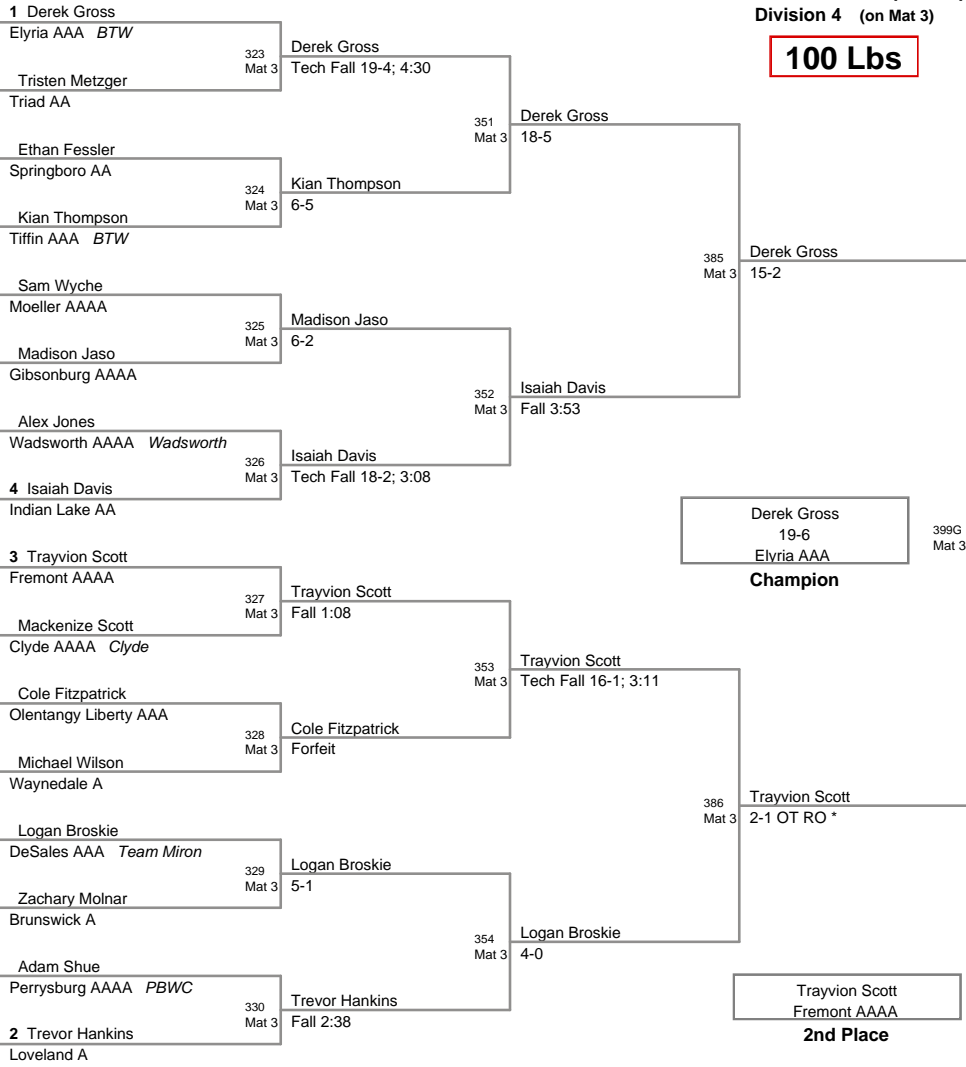 Division 4 (on Mat 3)
100 Lbs
1 Derek Gross
Elyria AAA BTW
323
Mat 3
Derek Gross
Tech Fall 19-4; 4:30
Tristen Metzger
Triad AA
351
Mat 3
Derek Gross
18-5
Ethan Fessler
Springboro AA
324
Mat 3
Kian Thompson
6-5
Kian Thompson
Tiffin AAA BTW
385
Mat 3
Derek Gross
15-2
Sam Wyche
Moeller AAAA
325
Mat 3
Madison Jaso
6-2
Madison Jaso
Gibsonburg AAAA
352
Mat 3
Isaiah Davis
Fall 3:53
Alex Jones
Wadsworth AAAA Wadsworth
326
Mat 3
Isaiah Davis
Tech Fall 18-2; 3:08
4 Isaiah Davis
Indian Lake AA
Derek Gross
19-6
Elyria AAA
Champion
399G
Mat 3
3 Trayvion Scott
Fremont AAAA
327
Mat 3
Trayvion Scott
Fall 1:08
Mackenize Scott
Clyde AAAA Clyde
353
Mat 3
Trayvion Scott
Tech Fall 16-1; 3:11
Cole Fitzpatrick
Olentangy Liberty AAA
328
Mat 3
Cole Fitzpatrick
Forfeit
Michael Wilson
Waynedale A
386
Mat 3
Trayvion Scott
2-1 OT RO *
Logan Broskie
DeSales AAA Team Miron
329
Mat 3
Logan Broskie
5-1
Zachary Molnar
Brunswick A
354
Mat 3
Logan Broskie
4-0
Adam Shue
Perrysburg AAAA PBWC
330
Mat 3
Trevor Hankins
Fall 2:38
2 Trevor Hankins
Loveland A
Trayvion Scott
Fremont AAAA
2nd Place